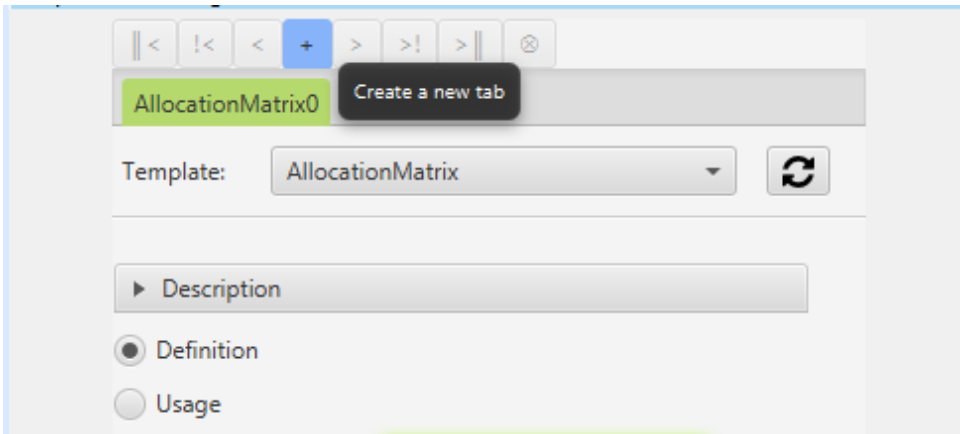 ‖< !< < + > >! >‖ ⊗
AllocationMatrix0 Create a new tab
Template: AllocationMatrix
Description
Definition
Usage